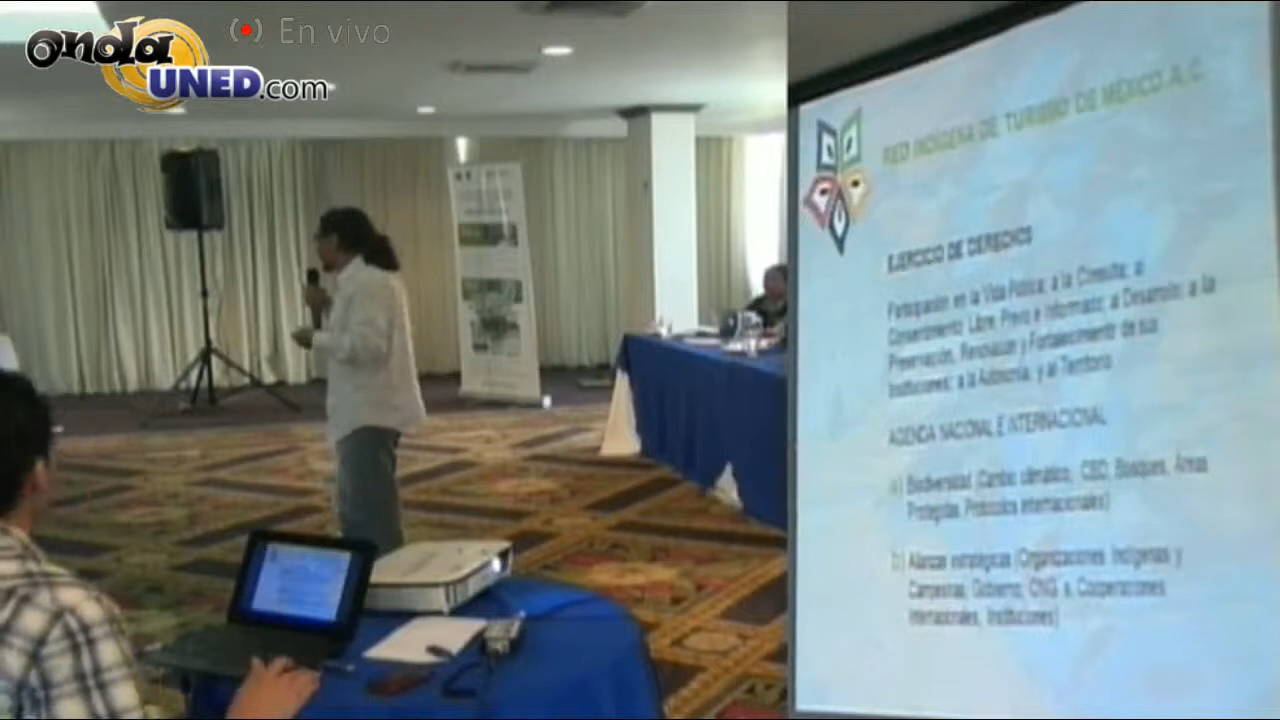 onda
UNED.com
En vivo
RED INDÍGENA DE TURISMO DE MÉXICO A.C.
EJERCICIO DE DERECHOS
Participación en la Vida Pública; a la Consulta; al
Consentimiento Libre, Previo e Informado; al Desarrollo; a la
Preservación, Revolución y Fortalecimiento de sus
Instituciones; a la Autonomía; y al Territorio
AGENDA NACIONAL E INTERNACIONAL
Biodiversidad (Cambio climático, CBD, Bosques, Áreas
Protegidas Protocolos internacionales)
b) Alianzas estratégicas (Organizaciones Indígenas y
Campesinas; Gobierno; ONG´s, Cooperaciones
Internacionales, Instituciones)